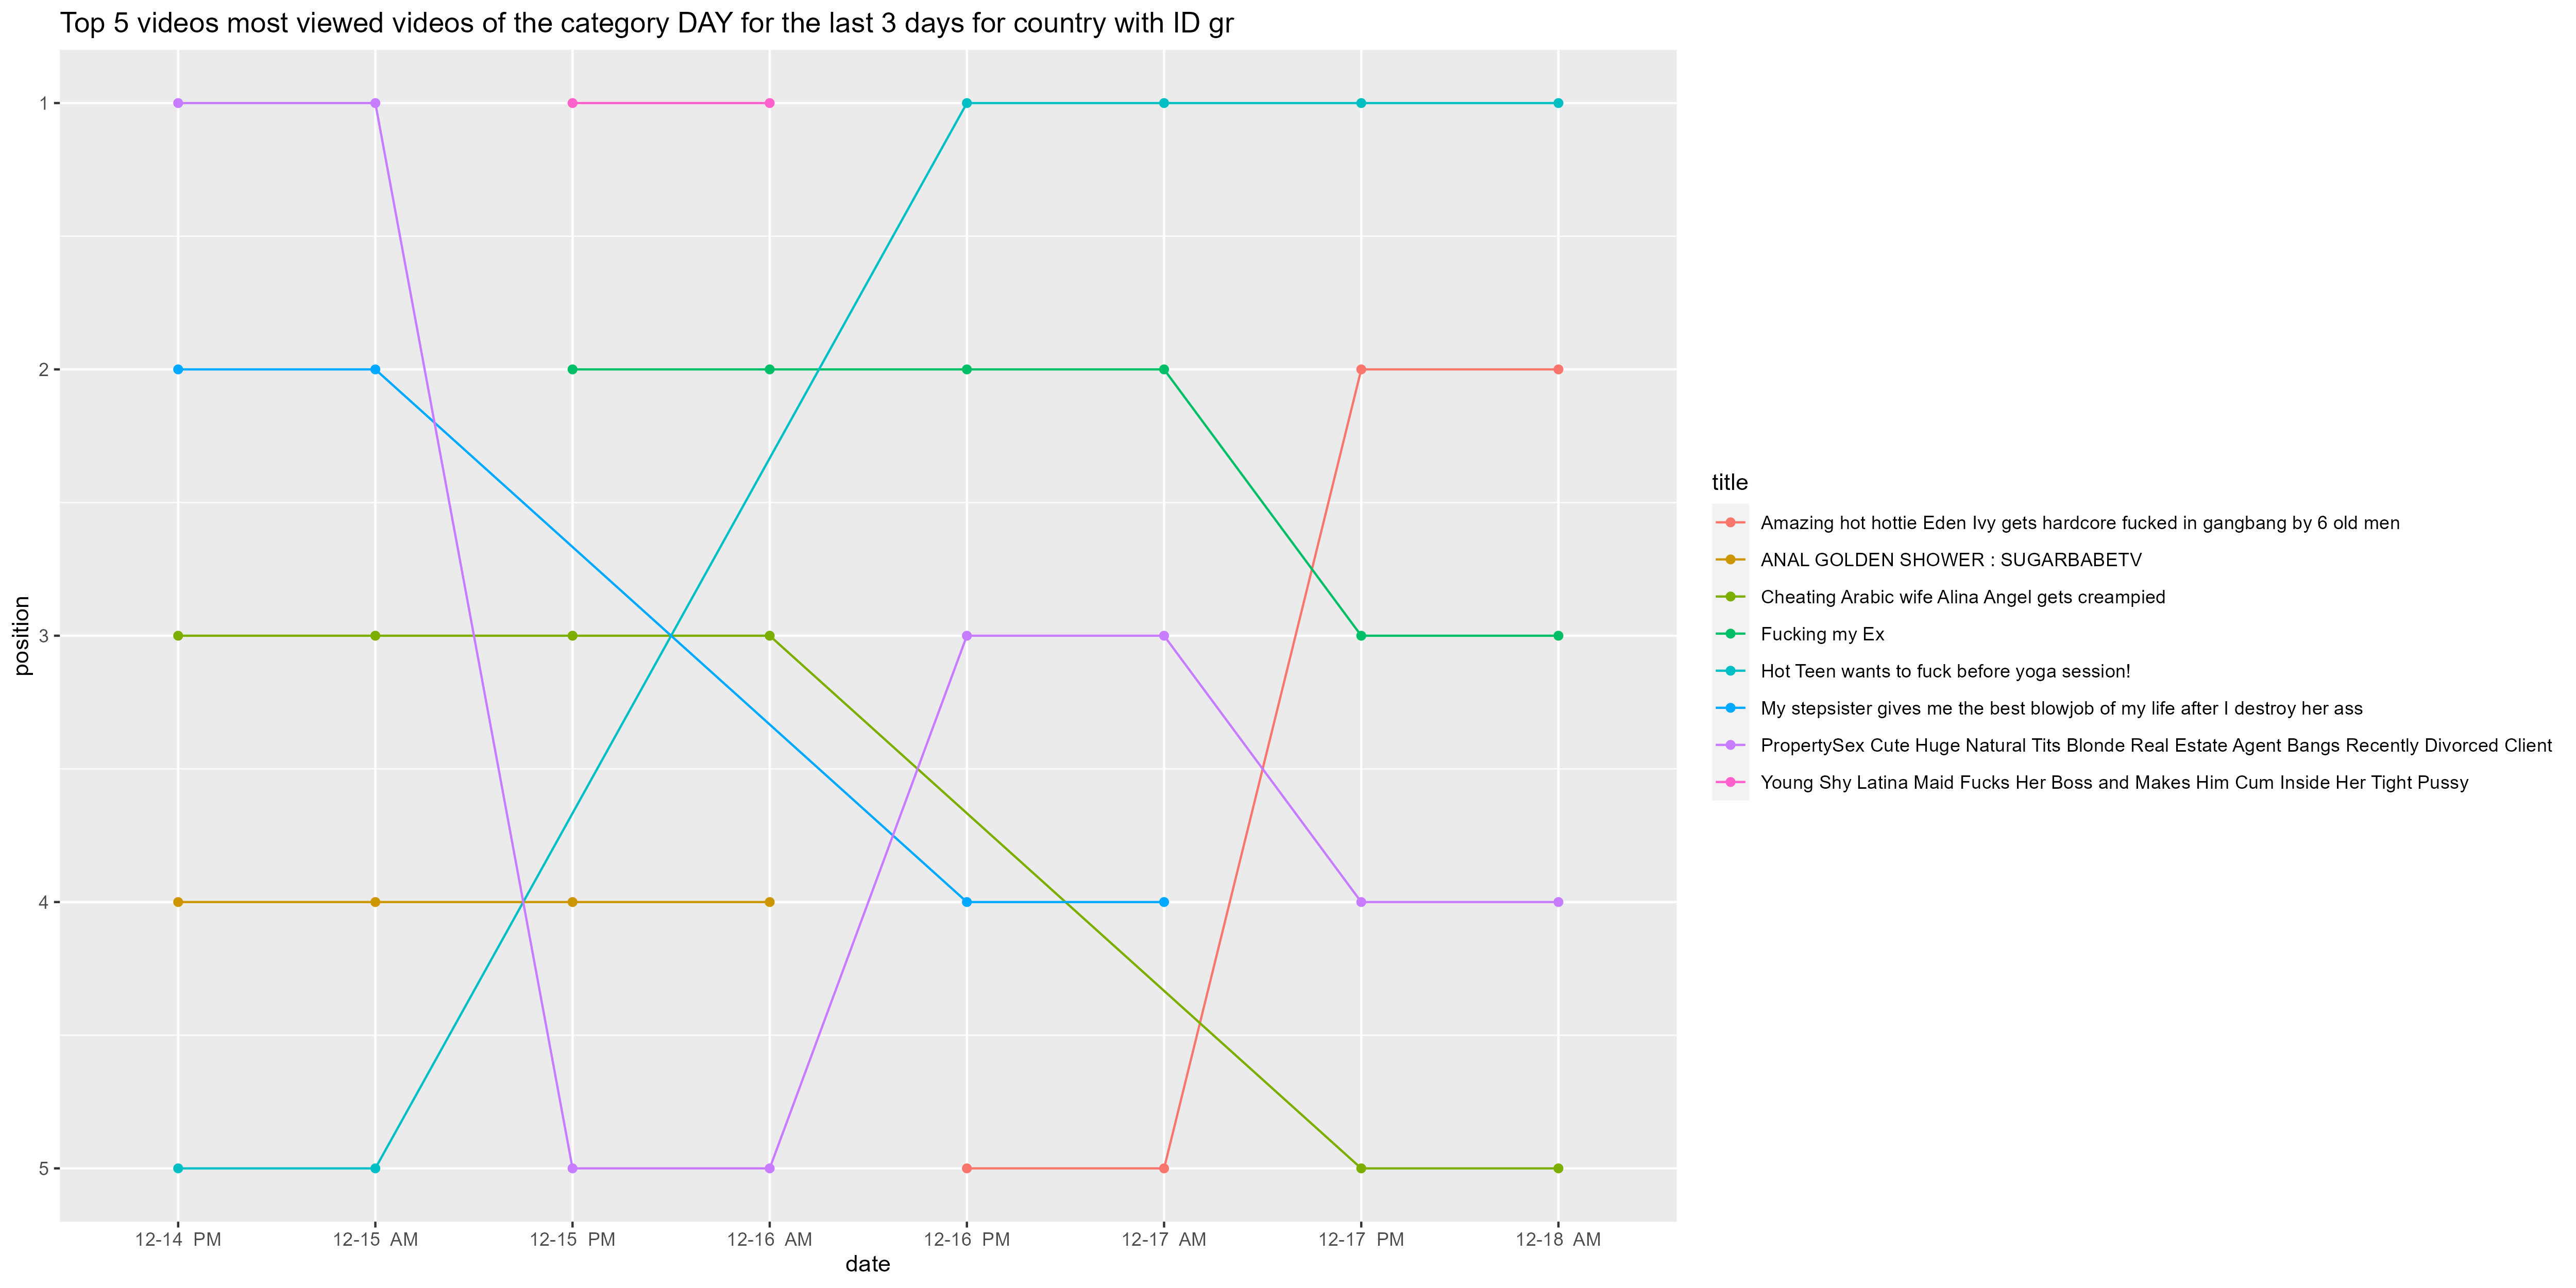 Top 5 videos most viewed videos of the category DAY for the last 3 days for country with ID gr
position
1
2
3
4
5
12-14 PM
12-15 AM
12-15 PM
12-16 AM
12-16 PM
12-17 AM
12-17 PM
12-18 AM
date
title
Amazing hot hottie Eden Ivy gets hardcore fucked in gangbang by 6 old men
ANAL GOLDEN SHOWER : SUGARBABETV
Cheating Arabic wife Alina Angel gets creampied
Fucking my Ex
Hot Teen wants to fuck before yoga session!
My stepsister gives me the best blowjob of my life after I destroy her ass
PropertySex Cute Huge Natural Tits Blonde Real Estate Agent Bangs Recently Divorced Client
Young Shy Latina Maid Fucks Her Boss and Makes Him Cum Inside Her Tight Pussy